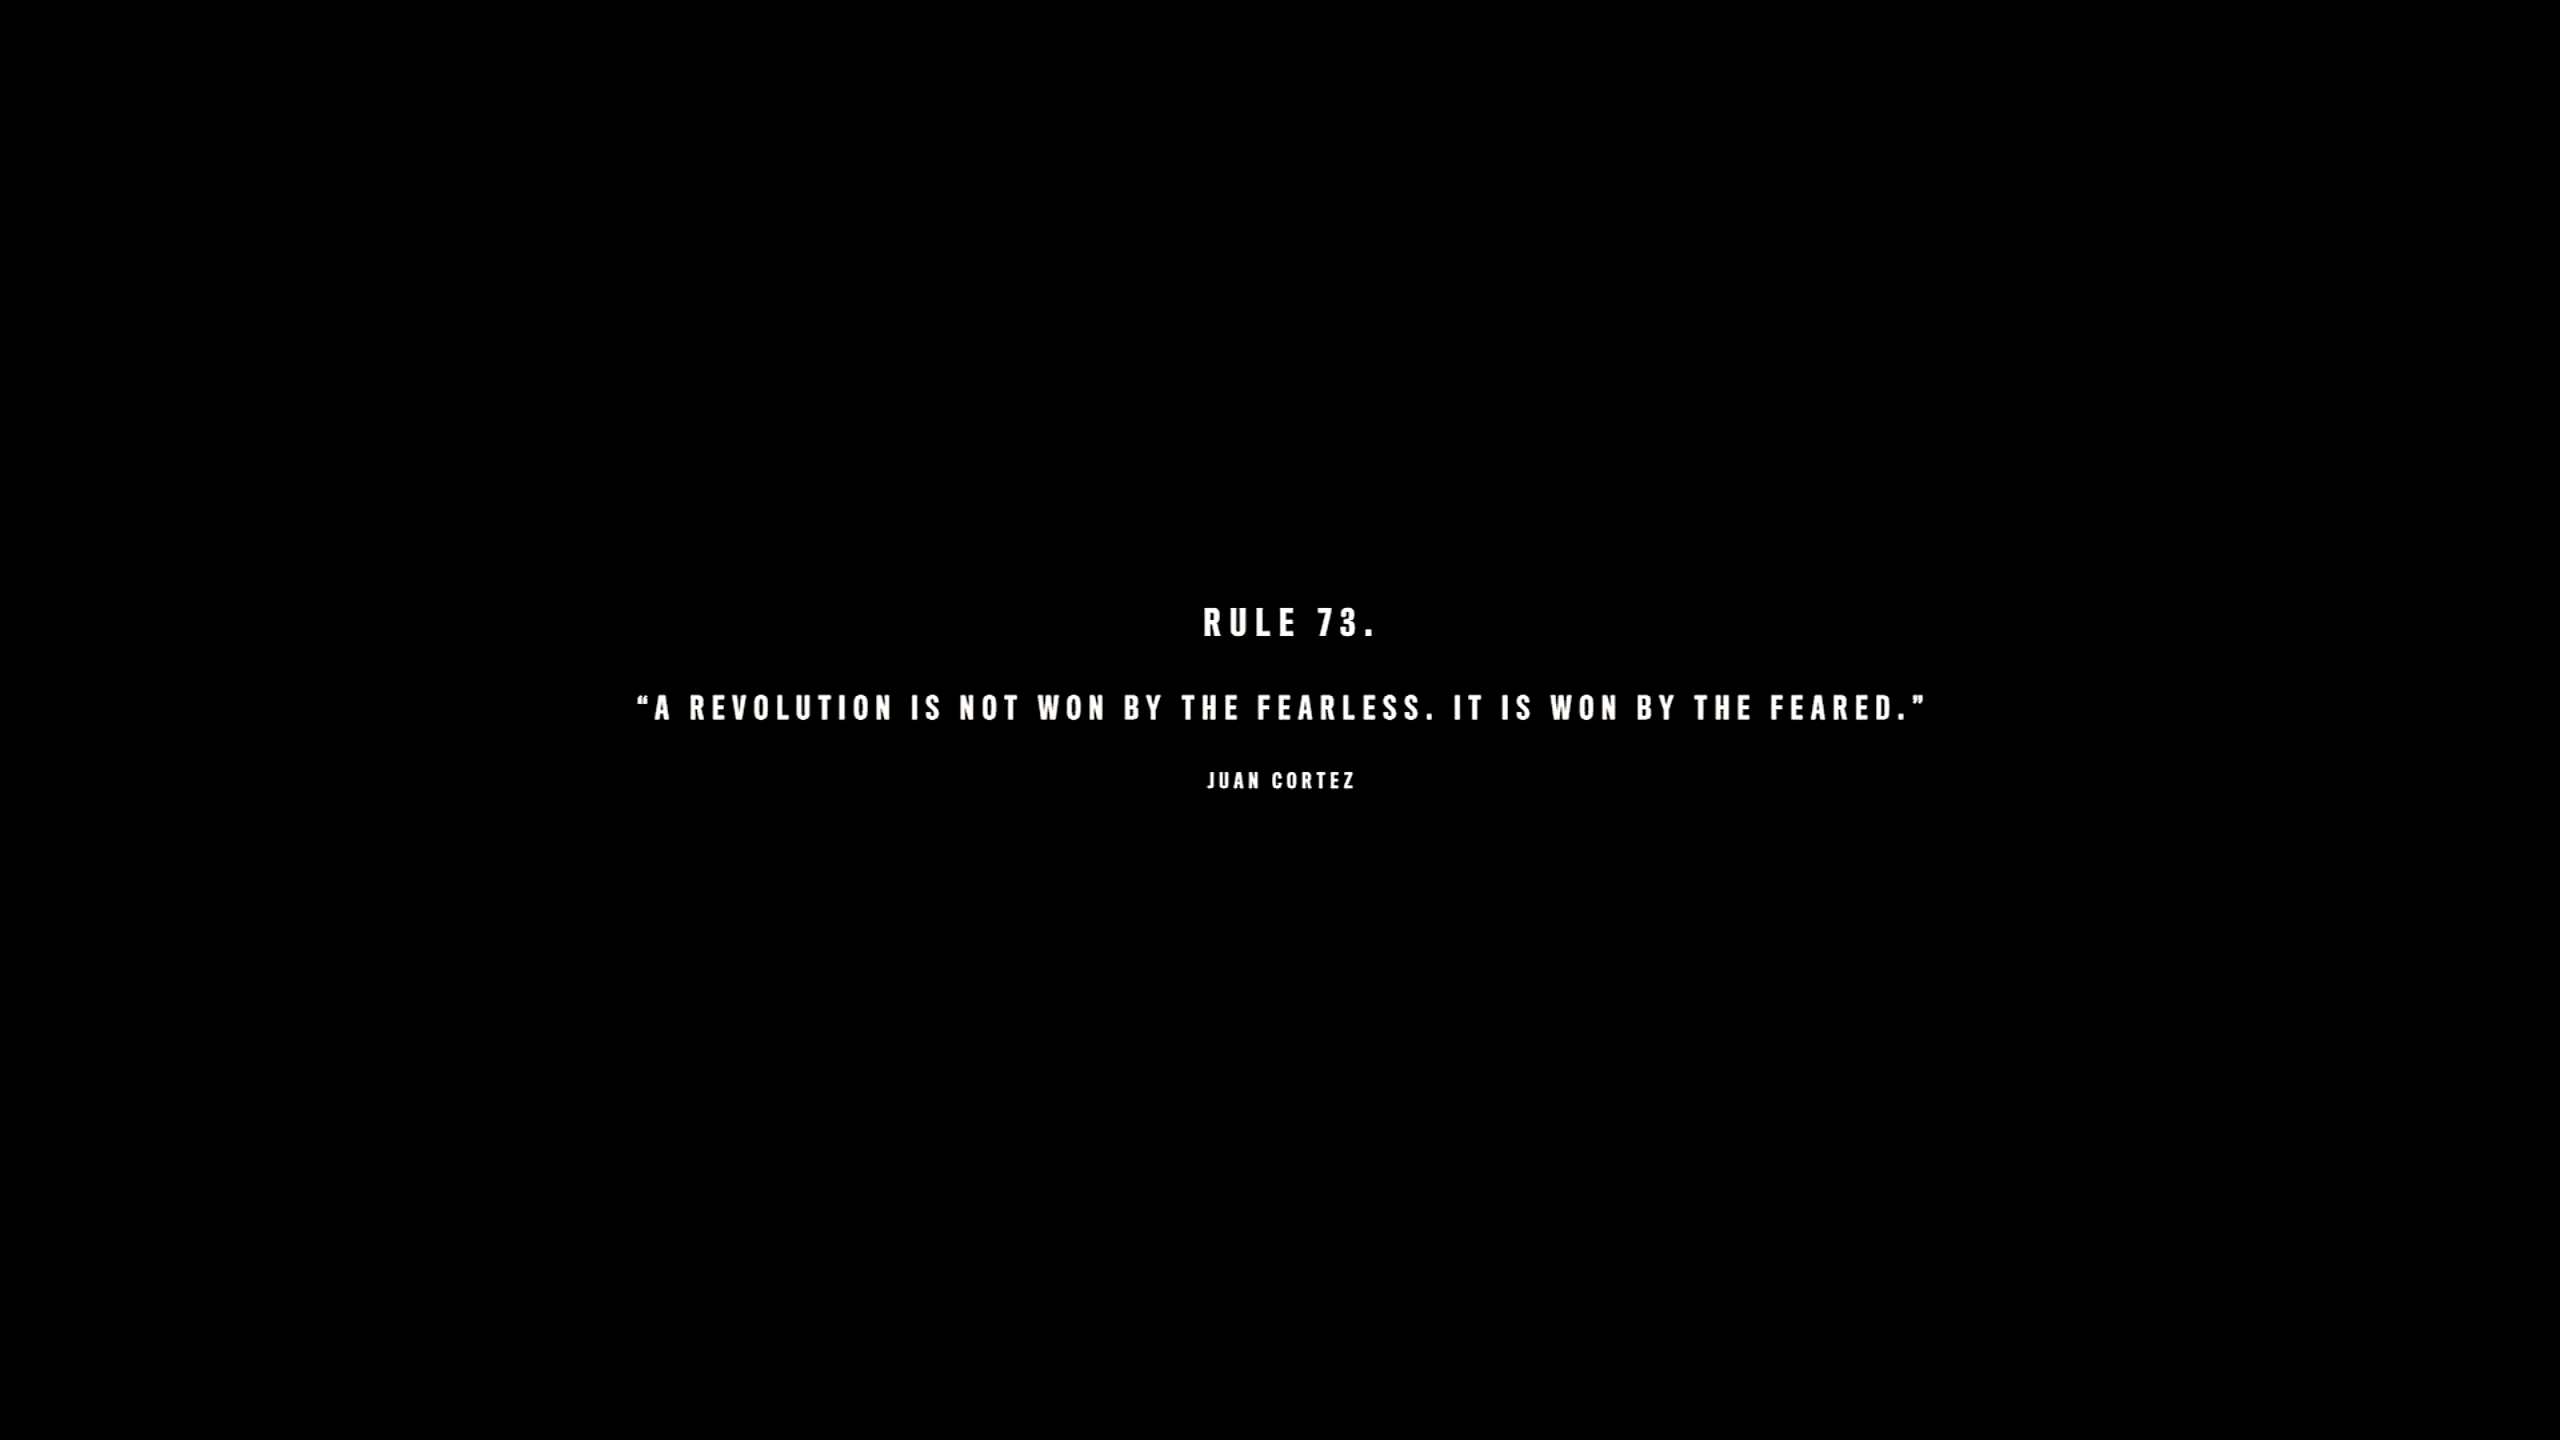 RULE 73.
“A REVOLUTION IS NOT WON BY THE FEARLESS. IT IS WON BY THE FEARED.”
JUAN CORTEZ